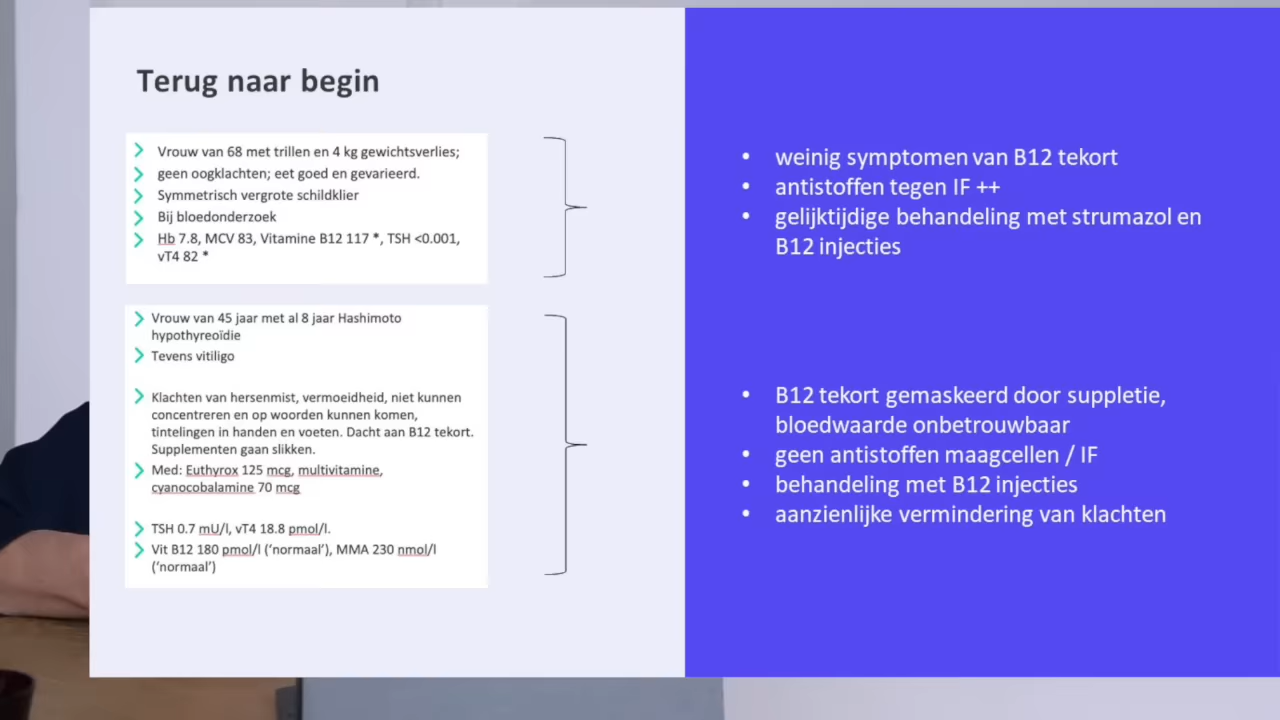 Terug naar begin
Vrouw van 68 met trillen en 4 kg gewichtsverlies;
geen oogklachten; eet goed en gevarieerd.
Symmetrisch vergrote schildklier
Bij bloedonderzoek
Hb 7.8, MCV 83, Vitamine B12 117 *, TSH <0.001,
vT4 82 *
Vrouw van 45 jaar met al 8 jaar Hashimoto
hypothyreoïdie
Tevens vitiligo
Klachten van hersenmist, vermoeidheid, niet kunnen
concentreren en op woorden kunnen komen,
tintelingen in handen en voeten. Dacht aan B12 tekort.
Supplementen gaan slikken.
Med: Euthyrox 125 mcg, multivitamine,
cyanocobalamine 70 mcg
TSH 0.7 mU/l, vT4 18.8 pmol/l.
Vit B12 180 pmol/l (‘normaal’), MMA 230 nmol/l
(‘normaal’)
• weinig symptomen van B12 tekort
• antistoffen tegen IF ++
• gelijktijdige behandeling met strumazol en
B12 injecties
• B12 tekort gemaskeerd door suppletie,
bloedwaarde onbetrouwbaar
• geen antistoffen maagcellen / IF
• behandeling met B12 injecties
• aanzienlijke vermindering van klachten